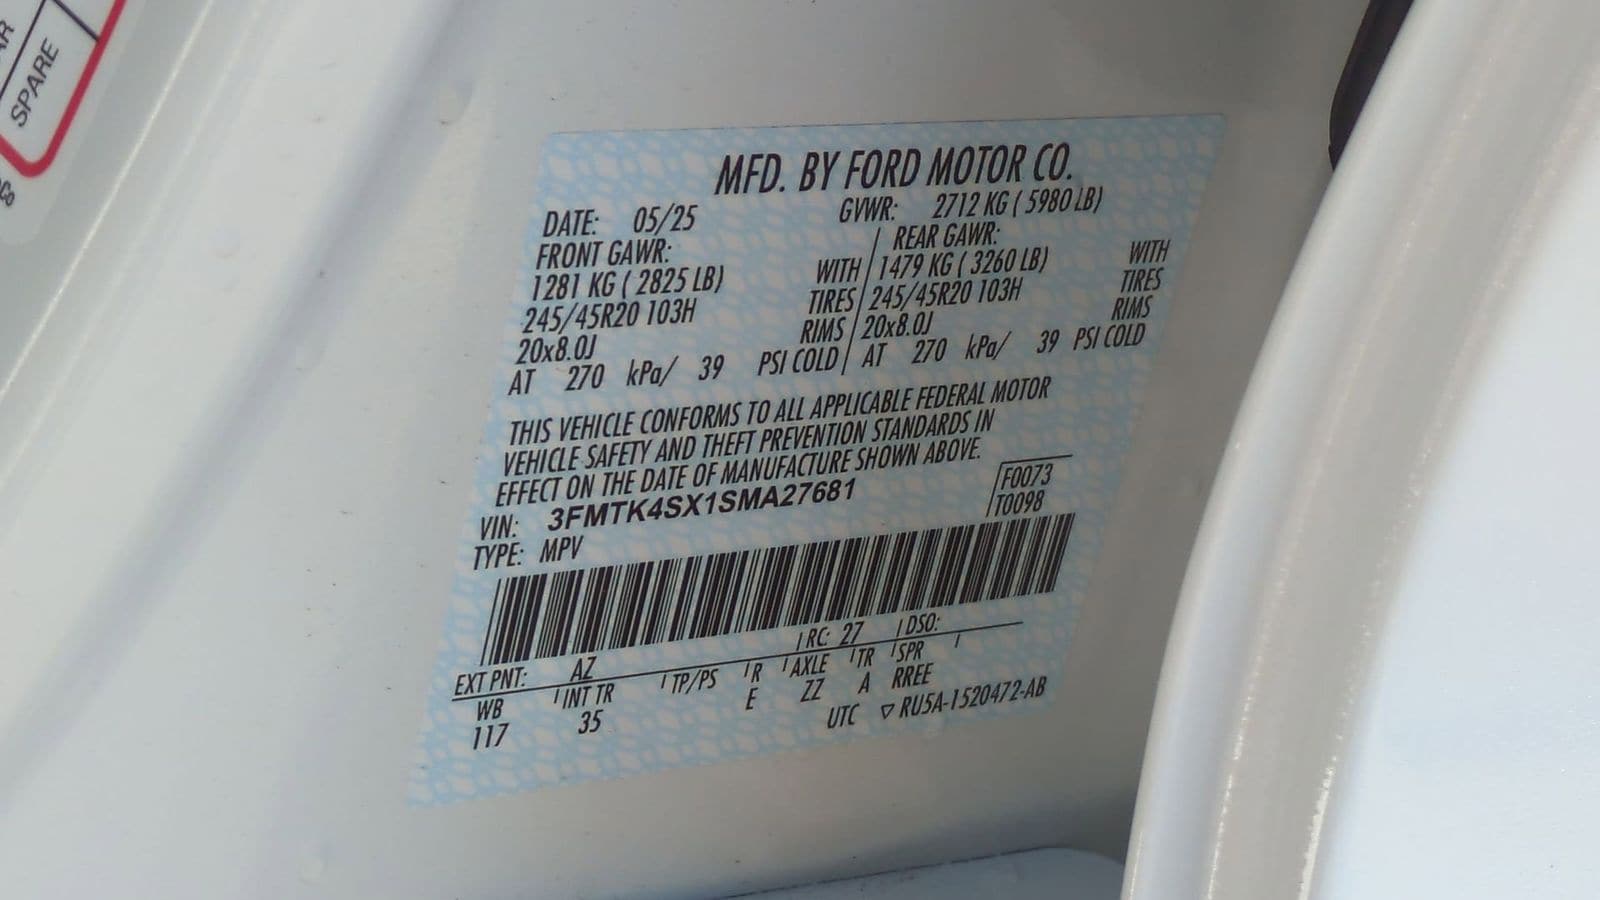 SPARE
MFD. BY FORD MOTOR CO.
DATE: 05/25 GVWR: 2712 KG ( 5980 LB)
FRONT GAWR: REAR GAWR:
1281 KG ( 2825 LB) WITH 1479 KG ( 3260 LB) WITH
245/45R20 103H TIRES 245/45R20 103H TIRES
20x8.0J RIMS 20x8.0J RIMS
AT 270 kPa/ 39 PSI COLD AT 270 kPa/ 39 PSI COLD
THIS VEHICLE CONFORMS TO ALL APPLICABLE FEDERAL MOTOR
VEHICLE SAFETY AND THEFT PREVENTION STANDARDS IN
EFFECT ON THE DATE OF MANUFACTURE SHOWN ABOVE.
VIN: 3FMTK4SX1SMA27681 F0073
TYPE: MPV T0098
EXT PNT: AZ RC: 27 DSO:
WB INT TR TP/PS R AXLE TR SPR
117 35 E ZZ A RREE
UTC ▽ RU5A-1520472-AB